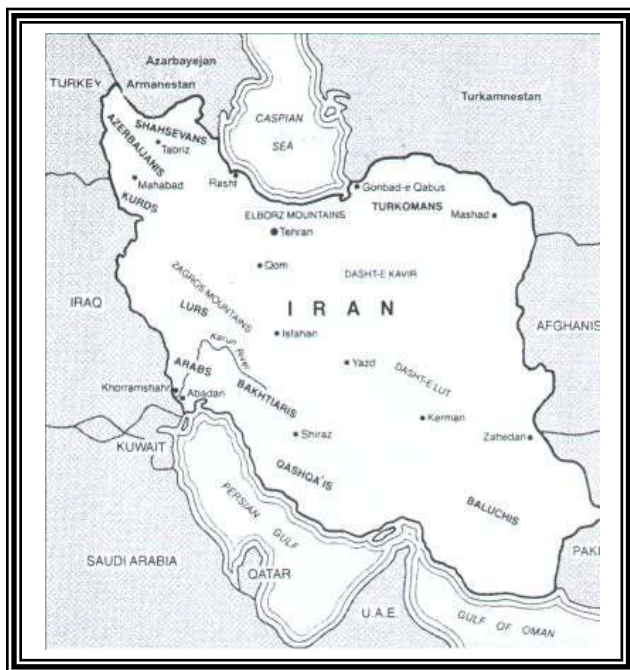 Azarbayejan
TURKEY
Armanestan
Turkamnestan
CASPIAN
SEA
SHAHSEVANS
AZERBAIJANIS
Tabriz
Mahabad
Rasht
KURDS
Gonbad-e Qabus
ELBORZ MOUNTAINS
TURKOMANS
Mashad
Tehran
Qom
DASHT-E KAVIR
ZAGROS MOUNTAINS
IRAQ
IRAN
LURS
AFGHANIS
Isfahan
Karun River
Yazd
ARABS
DASHT-E LUT
Khorramshahr
Abadan
BAKHTIARIS
Kerman
Shiraz
Zahedan
KUWAIT
QASHQA'IS
PERSIAN GULF
BALUCHIS
SAUDI ARABIA
QATAR
PAKI
U.A.E.
GULF OF OMAN